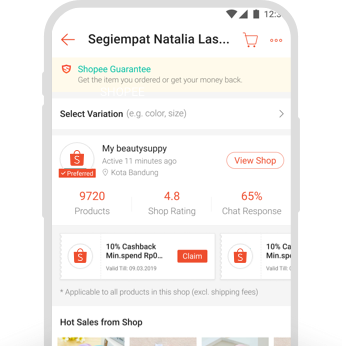 12:3
Segiempat Natalia Las...
Shopee Guarantee
Get the item you ordered or get your money back.
Select Variation (e.g. color, size)
My beautysuppy
Active 11 minutes ago
Kota Bandung
Preferred
View Shop
9720
Products
4.8
Shop Rating
65%
Chat Response
10% Cashback
Min.spend Rp0...
Valid Till: 09.03.2019
Claim
10% Ca
Min.sp
Valid Till: 0
* Applicable to all products in this shop (excl. shipping fees)
Hot Sales from Shop